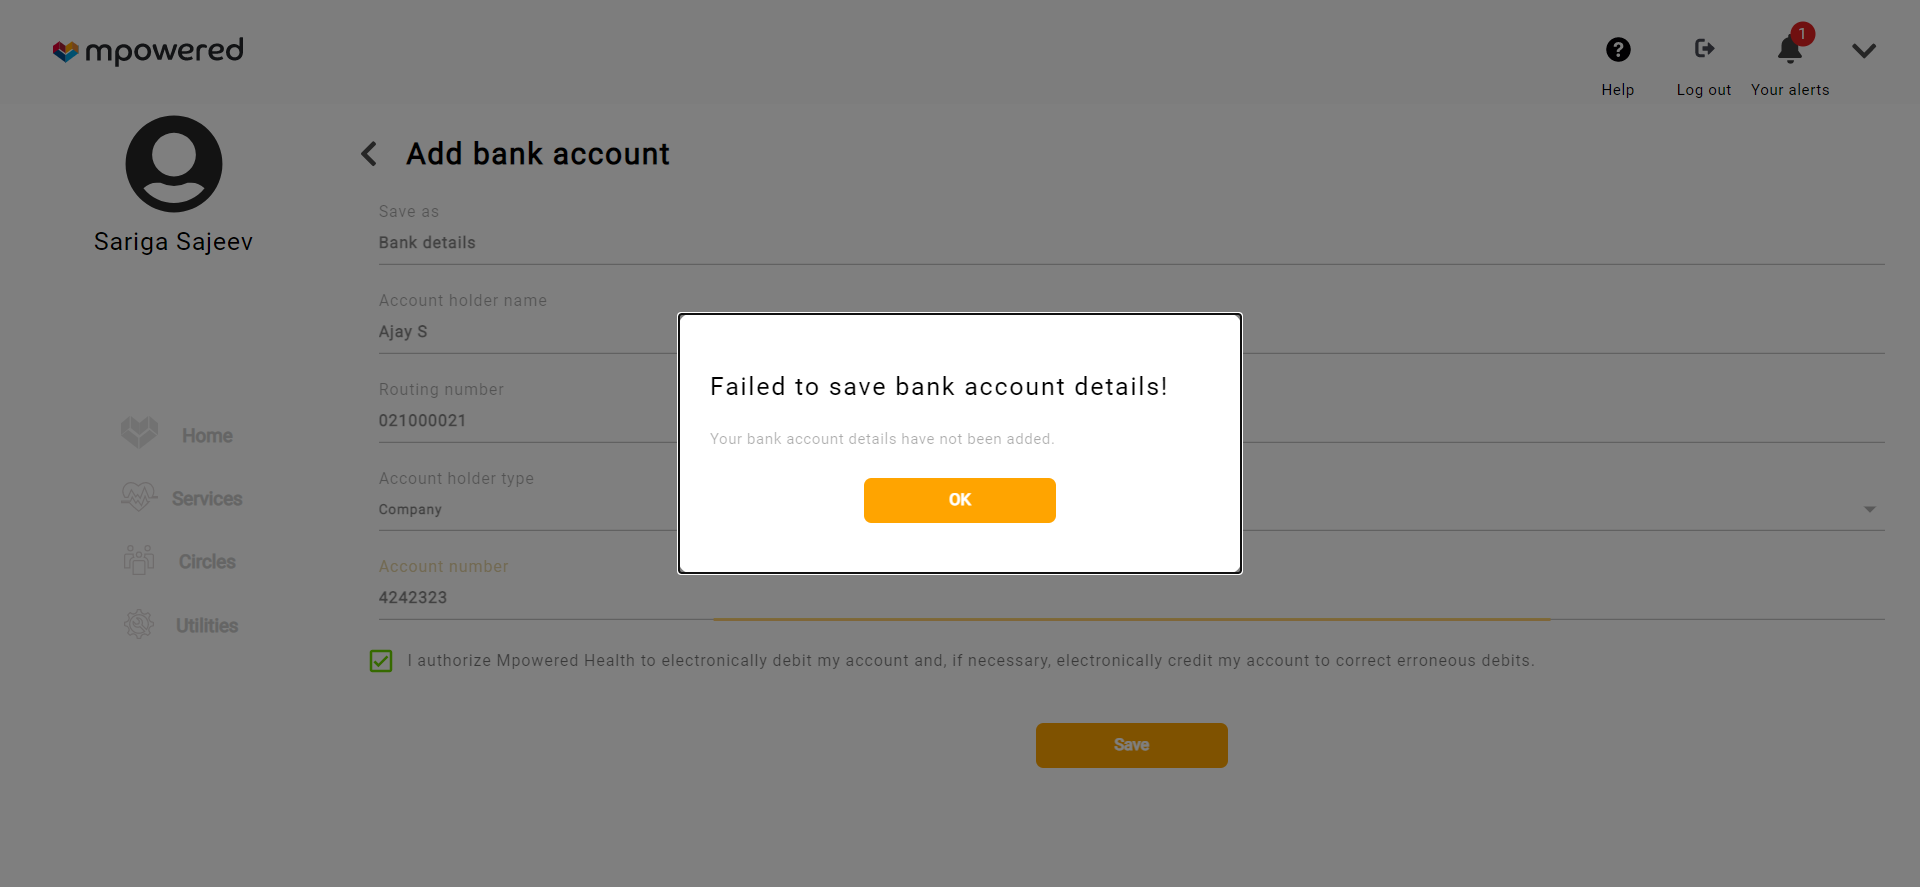 mpowered
?
1
Help
Log out
Your alerts
Sariga Sajeev
Add bank account
Save as
Bank details
Account holder name
Ajay S
Routing number
021000021
Account holder type
Company
Account number
4242323
I authorize Mpowered Health to electronically debit my account and, if necessary, electronically credit my account to correct erroneous debits.
Save
Home
Services
Circles
Utilities
Failed to save bank account details!
Your bank account details have not been added.
OK